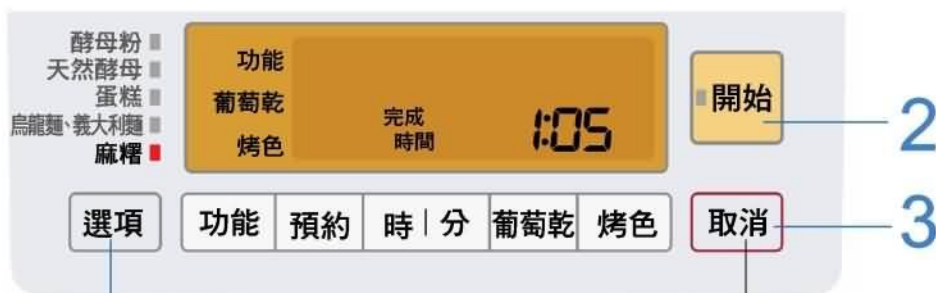 酵母粉
天然酵母
蛋糕
烏龍麵、義大利麵
麻糬
功能
葡萄乾
烤色
完成
時間
1:05
開始
2
選項
功能
預約
時|分
葡萄乾
烤色
取消
3